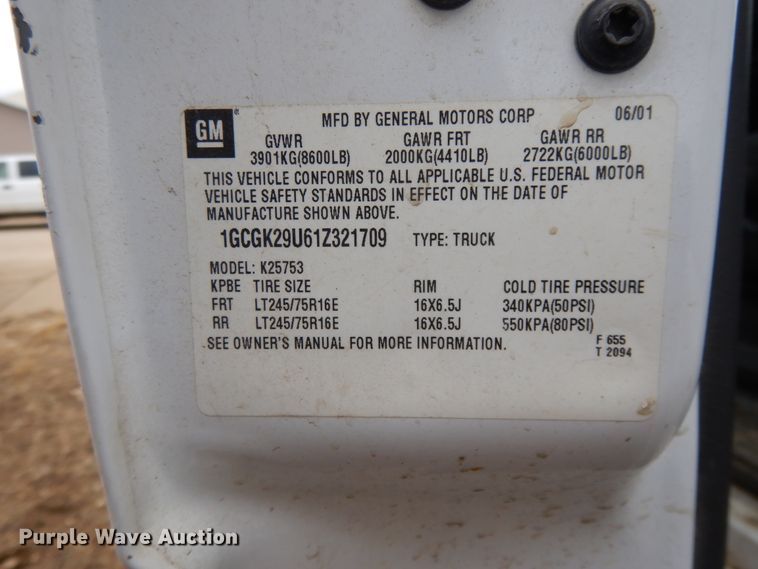 GM
MFD BY GENERAL MOTORS CORP 06/01
GVWR GAWR FRT GAWR RR
3901KG(8600LB) 2000KG(4410LB) 2722KG(6000LB)
THIS VEHICLE CONFORMS TO ALL APPLICABLE U.S. FEDERAL MOTOR
VEHICLE SAFETY STANDARDS IN EFFECT ON THE DATE OF
MANUFACTURE SHOWN ABOVE.
1GCGK29U61Z321709 TYPE: TRUCK
MODEL: K25753
KPBE TIRE SIZE RIM COLD TIRE PRESSURE
FRT LT245/75R16E 16X6.5J 340KPA(50PSI)
RR LT245/75R16E 16X6.5J 550KPA(80PSI)
SEE OWNER'S MANUAL FOR MORE INFORMATION.
F 655
T 2094
Purple Wave Auction